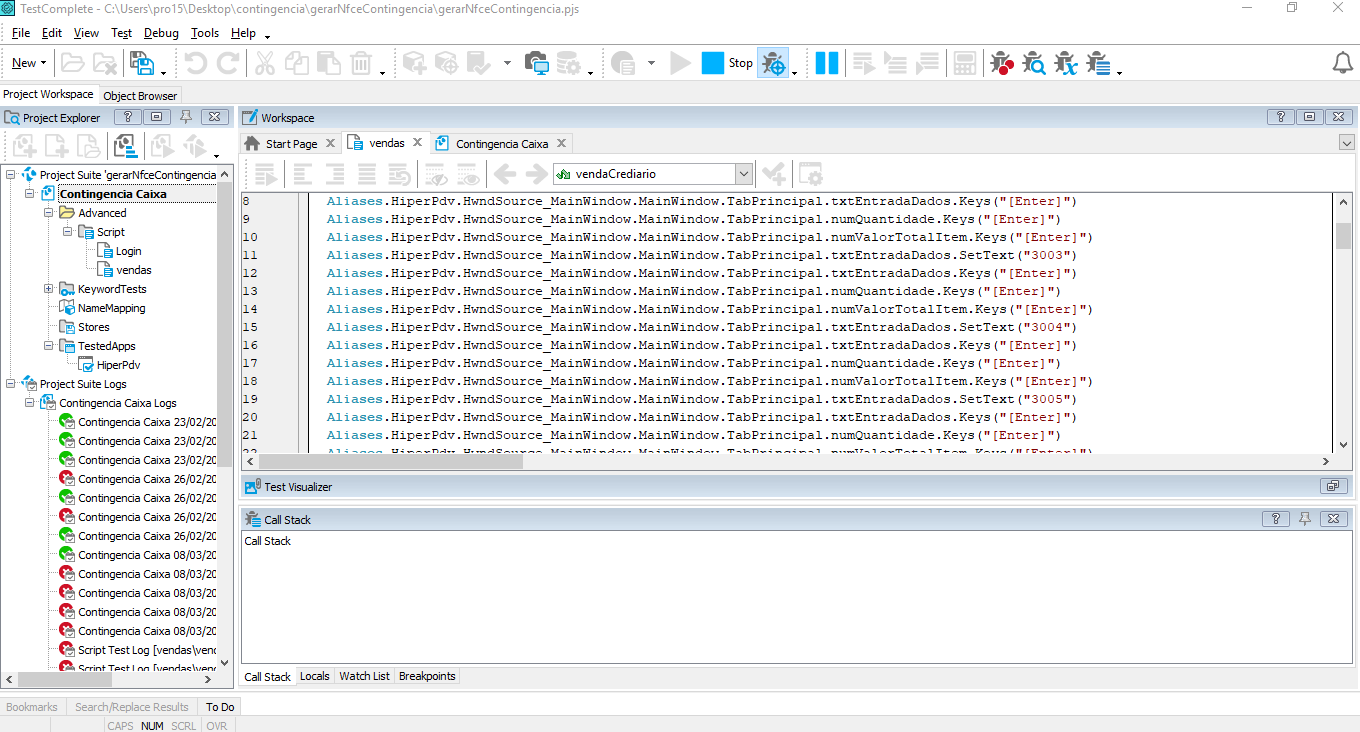 TestComplete - C:\Users\pro15\Desktop\contingencia\gerarNfceContingencia\gerarNfceContingencia.pjs
File Edit View Test Debug Tools Help
New Stop
Project Workspace Object Browser
Project Explorer
Project Suite 'gerarNfceContingencia
Contingencia Caixa
Advanced
Script
Login
vendas
KeywordTests
NameMapping
Stores
TestedApps
HiperPdv
Project Suite Logs
Contingencia Caixa Logs
Contingencia Caixa 23/02/20
Contingencia Caixa 23/02/20
Contingencia Caixa 23/02/20
Contingencia Caixa 26/02/20
Contingencia Caixa 26/02/20
Contingencia Caixa 26/02/20
Contingencia Caixa 26/02/20
Contingencia Caixa 08/03/20
Contingencia Caixa 08/03/20
Contingencia Caixa 08/03/20
Contingencia Caixa 08/03/20
Contingencia Caixa 08/03/20
Script Test Log [vendas\venc
Script Test Log [vendas\venc
Workspace
Start Page vendas Contingencia Caixa
vendaCrediario
8 Aliases.HiperPdv.HwndSource_MainWindow.MainWindow.TabPrincipal.txtEntradaDados.Keys("[Enter]")
9 Aliases.HiperPdv.HwndSource_MainWindow.MainWindow.TabPrincipal.numQuantidade.Keys("[Enter]")
10 Aliases.HiperPdv.HwndSource_MainWindow.MainWindow.TabPrincipal.numValorTotalItem.Keys("[Enter]")
11 Aliases.HiperPdv.HwndSource_MainWindow.MainWindow.TabPrincipal.txtEntradaDados.SetText("3003")
12 Aliases.HiperPdv.HwndSource_MainWindow.MainWindow.TabPrincipal.txtEntradaDados.Keys("[Enter]")
13 Aliases.HiperPdv.HwndSource_MainWindow.MainWindow.TabPrincipal.numQuantidade.Keys("[Enter]")
14 Aliases.HiperPdv.HwndSource_MainWindow.MainWindow.TabPrincipal.numValorTotalItem.Keys("[Enter]")
15 Aliases.HiperPdv.HwndSource_MainWindow.MainWindow.TabPrincipal.txtEntradaDados.SetText("3004")
16 Aliases.HiperPdv.HwndSource_MainWindow.MainWindow.TabPrincipal.txtEntradaDados.Keys("[Enter]")
17 Aliases.HiperPdv.HwndSource_MainWindow.MainWindow.TabPrincipal.numQuantidade.Keys("[Enter]")
18 Aliases.HiperPdv.HwndSource_MainWindow.MainWindow.TabPrincipal.numValorTotalItem.Keys("[Enter]")
19 Aliases.HiperPdv.HwndSource_MainWindow.MainWindow.TabPrincipal.txtEntradaDados.SetText("3005")
20 Aliases.HiperPdv.HwndSource_MainWindow.MainWindow.TabPrincipal.txtEntradaDados.Keys("[Enter]")
21 Aliases.HiperPdv.HwndSource_MainWindow.MainWindow.TabPrincipal.numQuantidade.Keys("[Enter]")
22 Aliases.HiperPdv.HwndSource_MainWindow.MainWindow.TabPrincipal.numValorTotalItem.Keys("[Enter]")
Test Visualizer
Call Stack
Call Stack
Call Stack Locals Watch List Breakpoints
Bookmarks Search/Replace Results To Do
CAPS NUM SCRL OVR